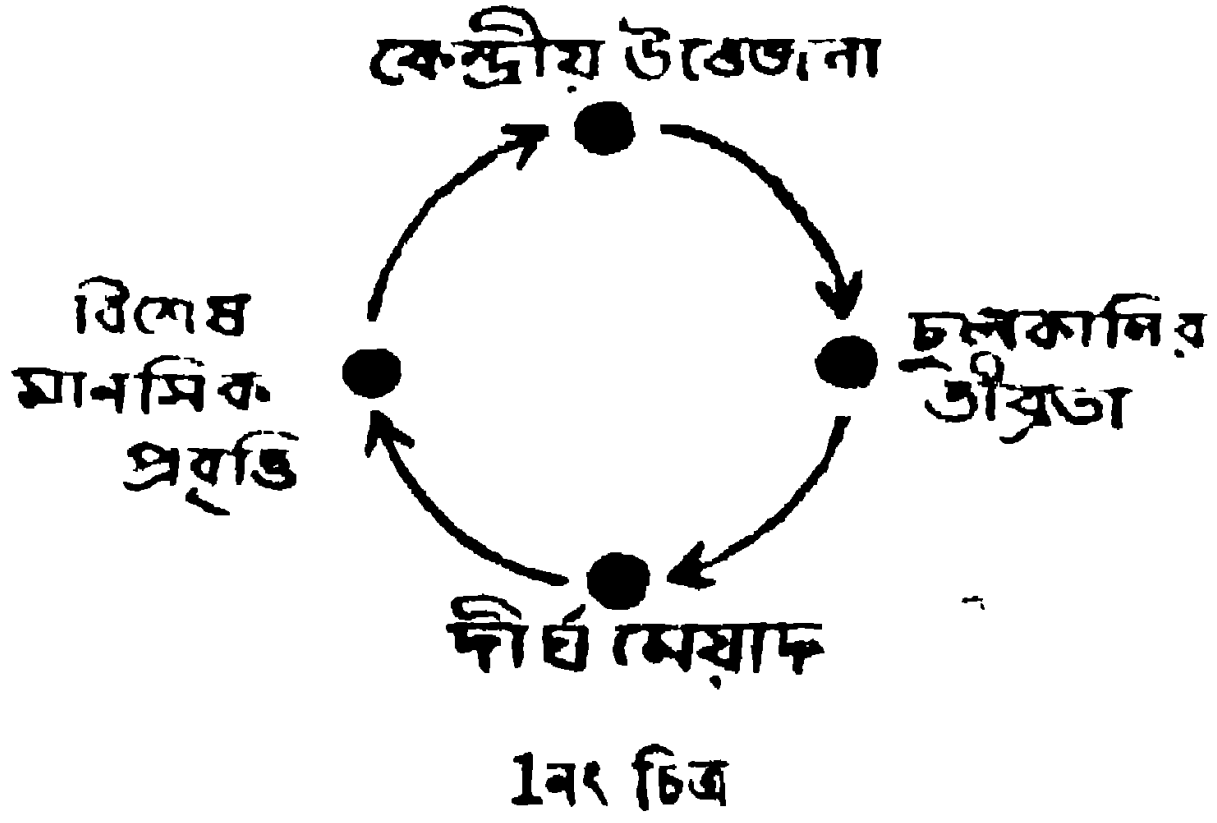 কেন্দ্রীয় উত্তেজনা
চুলকানির
তীব্রতা
বিশেষ
মানসিক
প্রবৃত্তি
দীর্ঘ মেয়াদ
1নং চিত্র